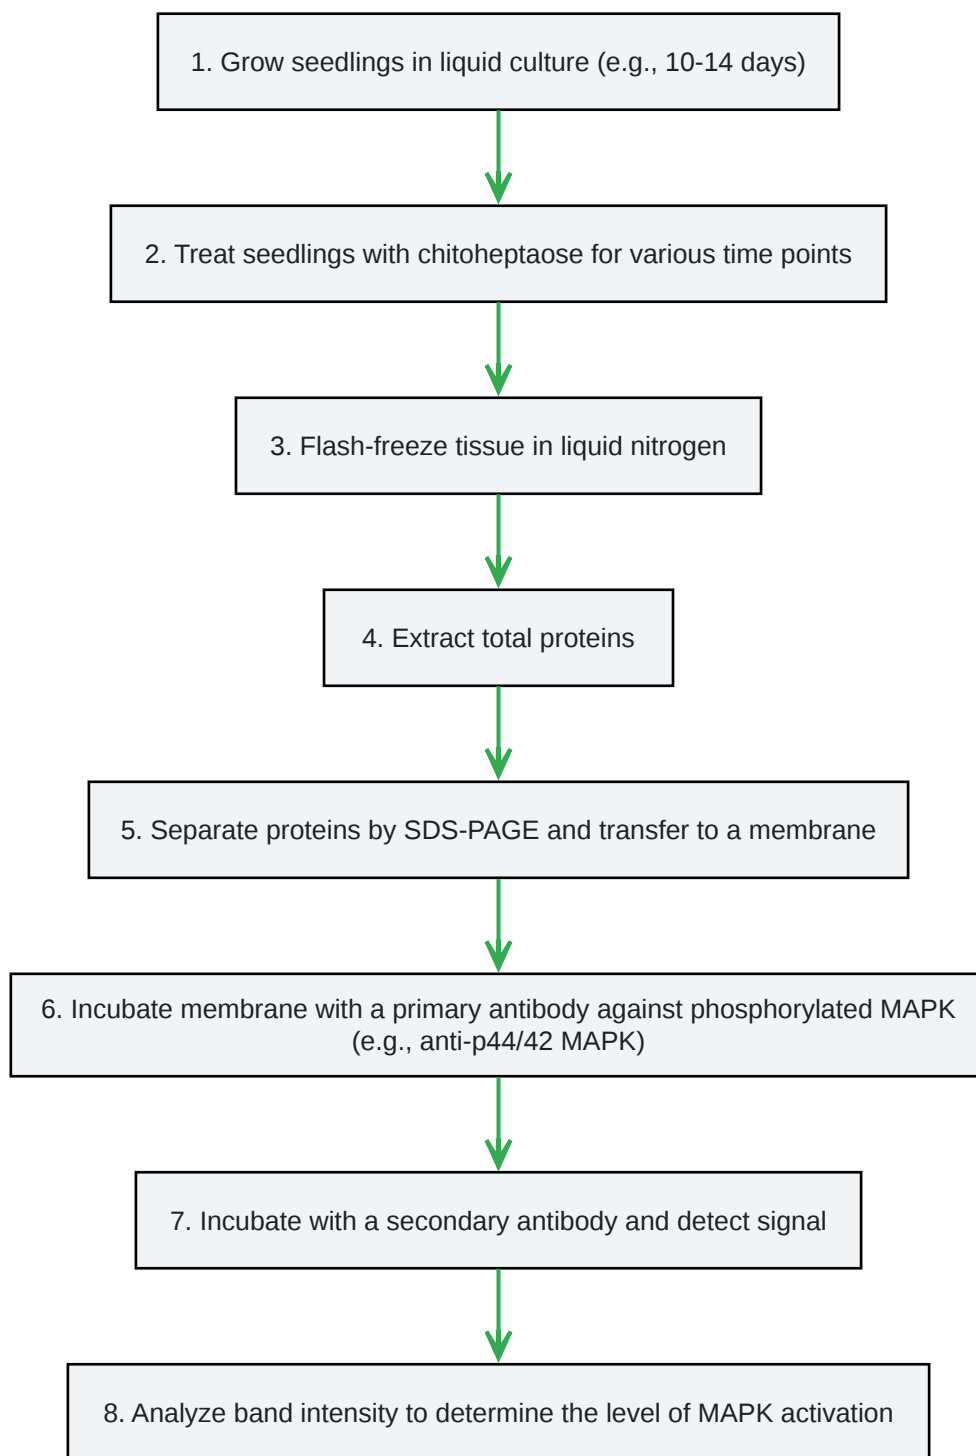 1. Grow seedlings in liquid culture (e.g., 10-14 days)
2. Treat seedlings with chitoheptaose for various time points
3. Flash-freeze tissue in liquid nitrogen
4. Extract total proteins
5. Separate proteins by SDS-PAGE and transfer to a membrane
6. Incubate membrane with a primary antibody against phosphorylated MAPK
(e.g., anti-p44/42 MAPK)
7. Incubate with a secondary antibody and detect signal
8. Analyze band intensity to determine the level of MAPK activation